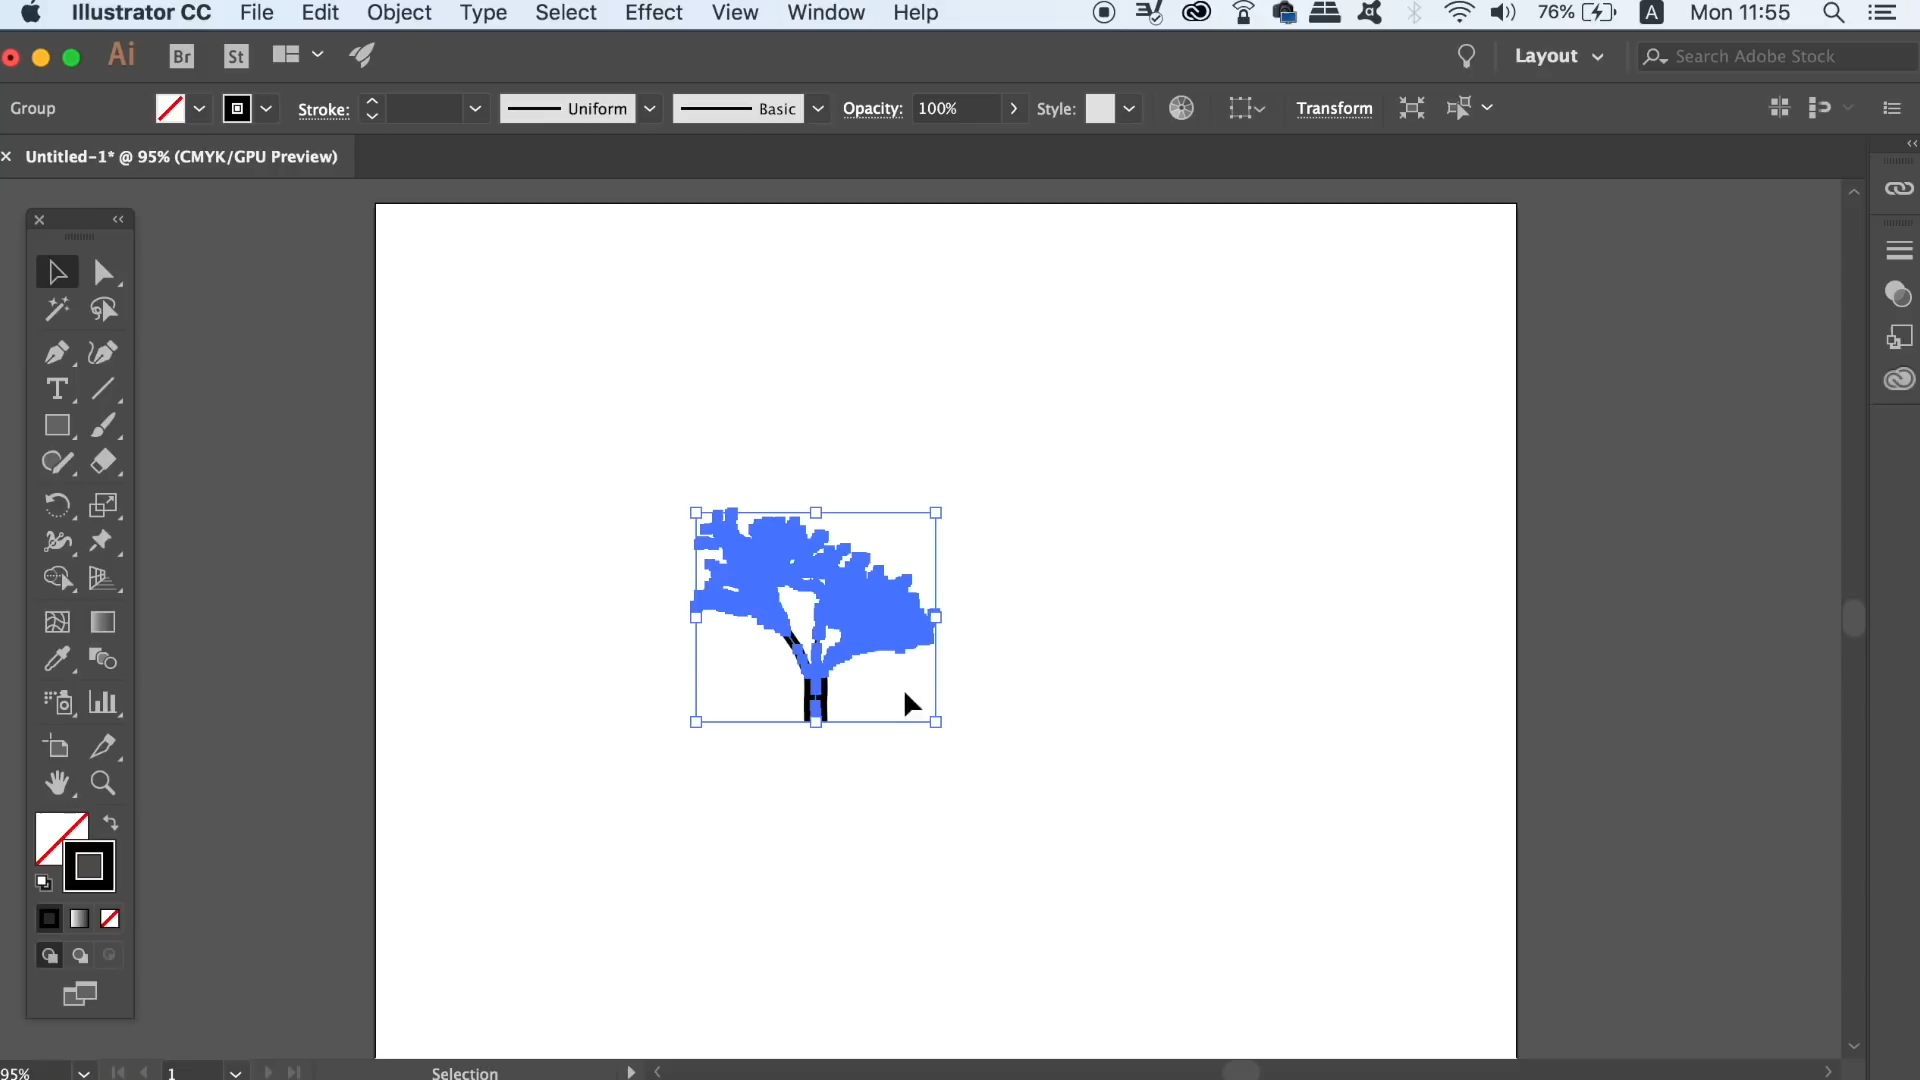 Illustrator CC File Edit Object Type Select Effect View Window Help 76% A Mon 11:55
Ai Br St Layout Search Adobe Stock
Group Stroke: Uniform Basic Opacity: 100% Style: Transform
Untitled-1* @ 95% (CMYK/GPU Preview)
T
95% 1 Selection